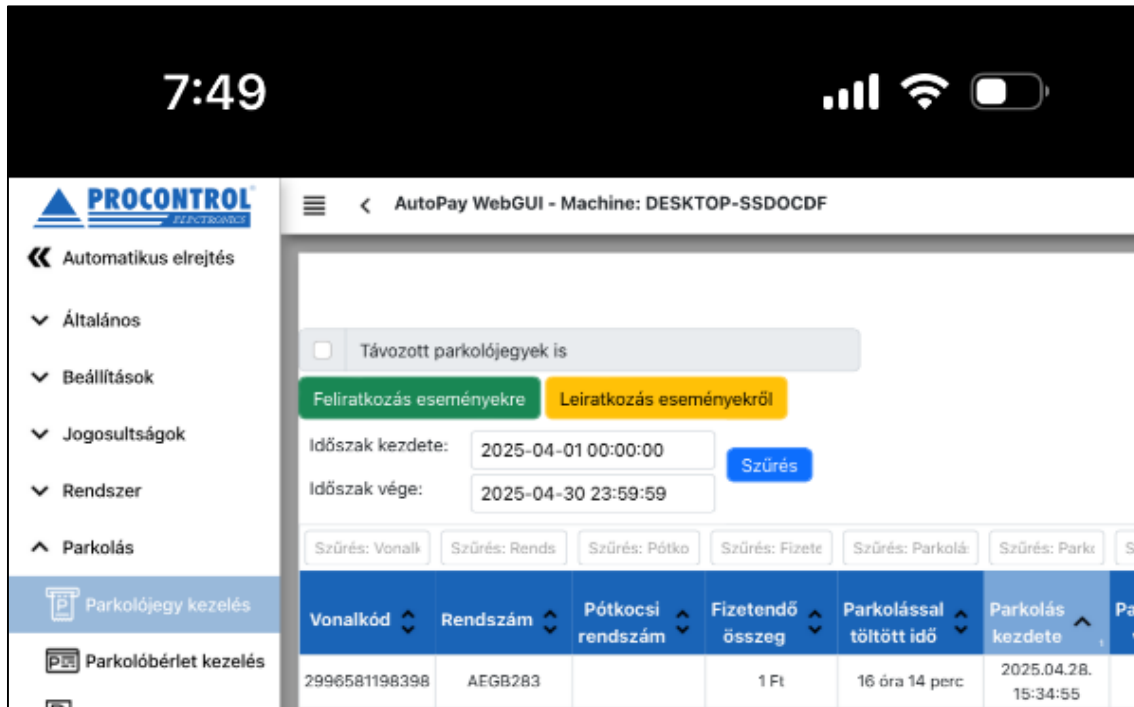 7:49
PROCONTROL
ELECTRONICS
AutoPay WebGUI - Machine: DESKTOP-SSDOCDF
Automatikus elrejtés
Általános
Beállítások
Jogosultságok
Rendszer
Parkolás
Parkolójegy kezelés
Parkolóbérlet kezelés
Távozott parkolójegyek is
Feliratkozás eseményekre
Leiratkozás eseményekről
Időszak kezdete: 2025-04-01 00:00:00
Szűrés
Időszak vége: 2025-04-30 23:59:59
Szűrés: Vonalk Szűrés: Rends Szűrés: Pótko Szűrés: Fizete Szűrés: Parkolá: Szűrés: Parko S
Vonalkód Rendszám Pótkocsi rendszám Fizetendő összeg Parkolással töltött idő Parkolás kezdete 1 Pa
2996581198398 AEGB283 1 Ft 16 óra 14 perc 2025.04.28. 15:34:55